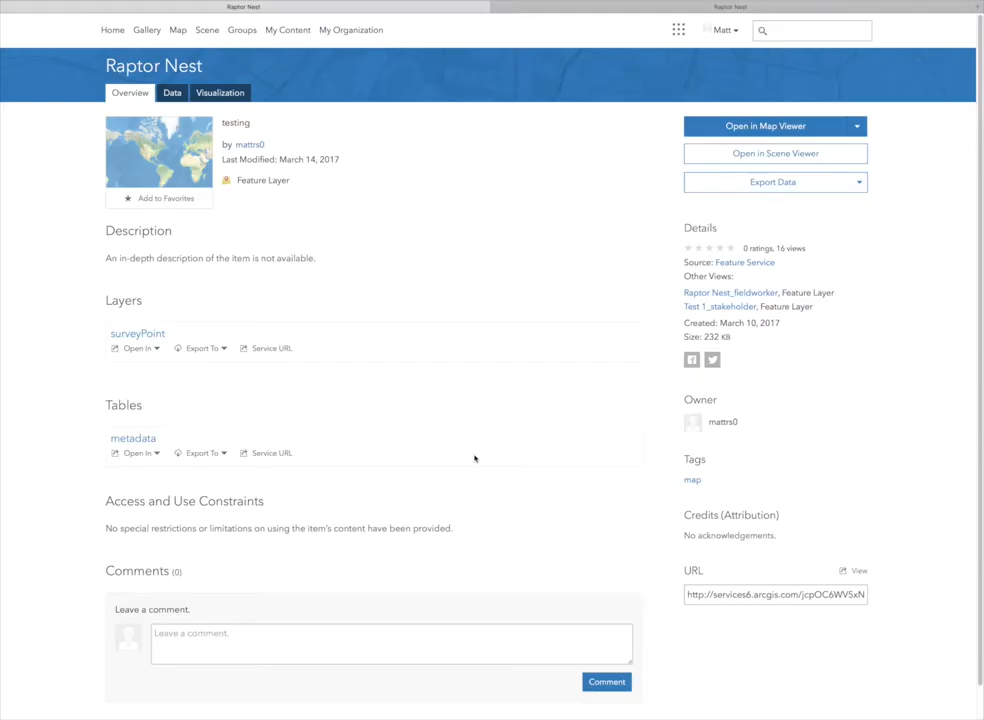 Raptor Nest
Raptor Nest
Home Gallery Map Scene Groups My Content My Organization
Matt
Raptor Nest
Overview Data Visualization
testing
by mattrs0
Last Modified: March 14, 2017
Feature Layer
Add to Favorites
Description
An in-depth description of the item is not available.
Layers
surveyPoint
Open In Export To Service URL
Tables
metadata
Open In Export To Service URL
Access and Use Constraints
No special restrictions or limitations on using the item's content have been provided.
Comments (0)
Leave a comment.
Leave a comment.
Comment
Open in Map Viewer
Open in Scene Viewer
Export Data
Details
0 ratings, 16 views
Source: Feature Service
Other Views:
Raptor Nest_fieldworker, Feature Layer
Test 1_stakeholder, Feature Layer
Created: March 10, 2017
Size: 232 KB
Owner
mattrs0
Tags
map
Credits (Attribution)
No acknowledgements.
URL View
http://services6.arcgis.com/jcpOC6WV5xN